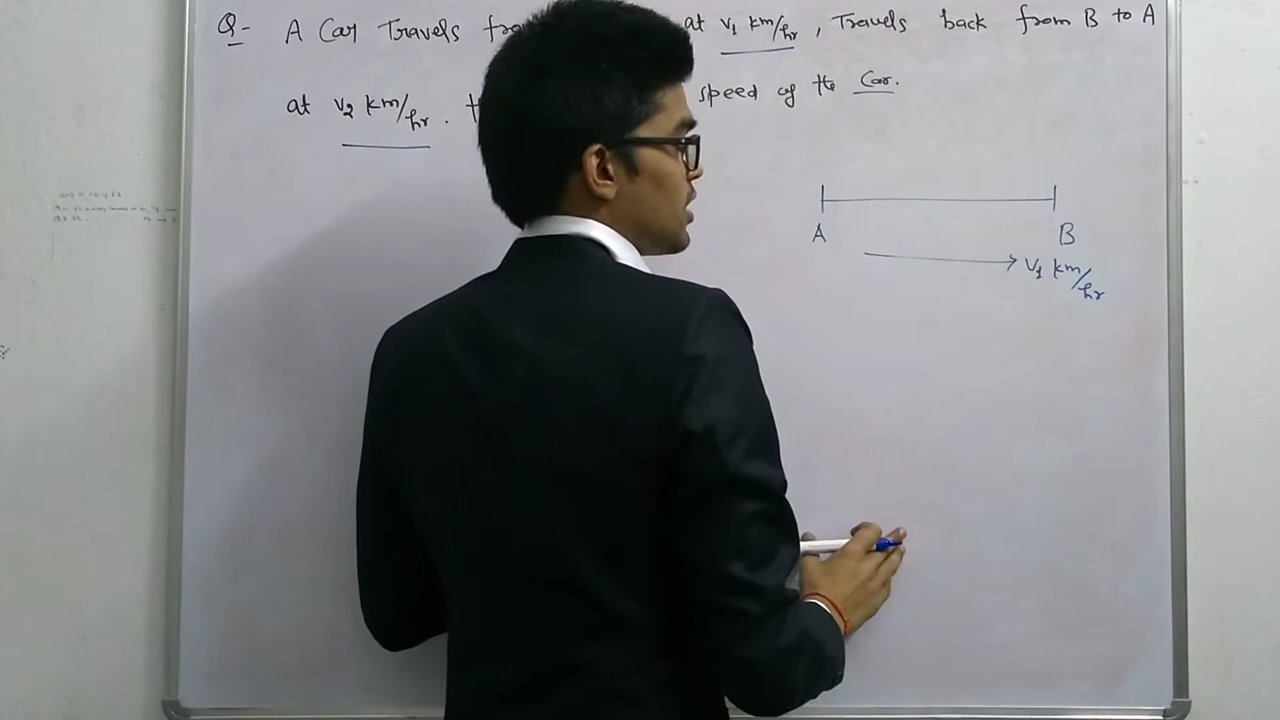 Q- A Car Travels at v1 km/hr, Travels back from B to A
at v2 km/hr. speed of the Car.
A B
V1 km/hr